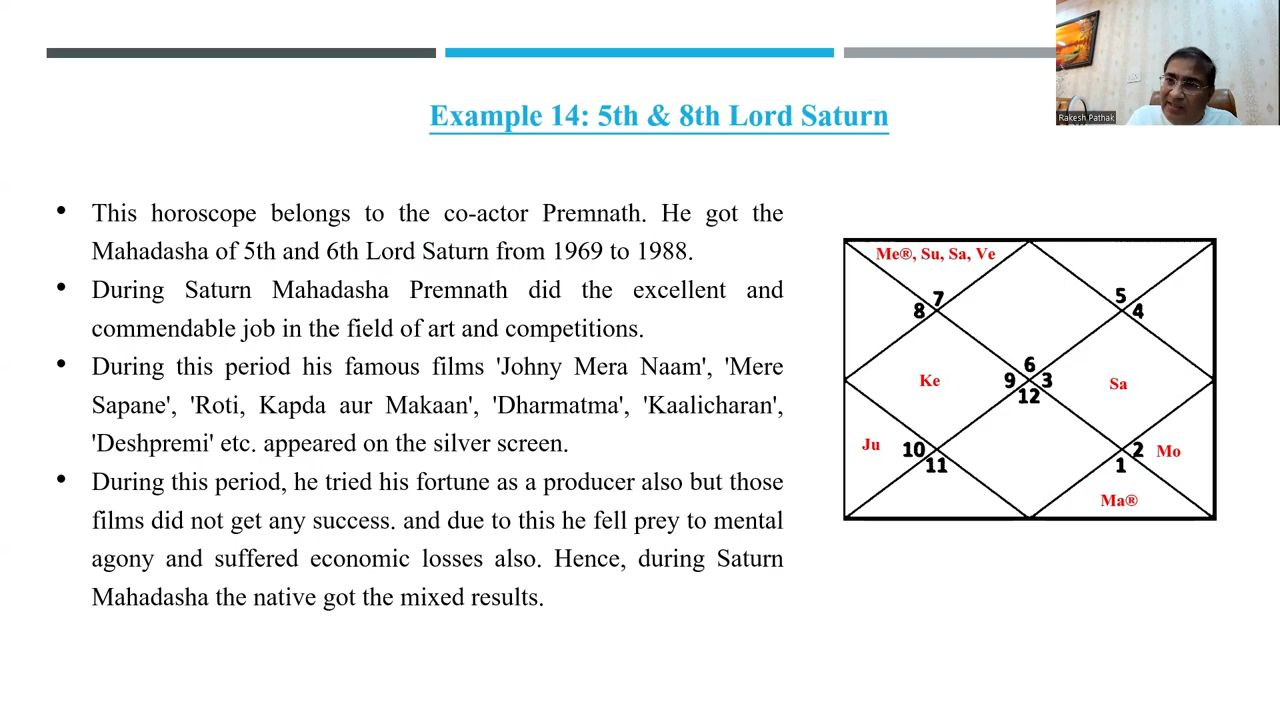 Rakesh Pathak
Example 14: 5th & 8th Lord Saturn
• This horoscope belongs to the co-actor Premnath. He got the
Mahadasha of 5th and 6th Lord Saturn from 1969 to 1988.
• During Saturn Mahadasha Premnath did the excellent and
commendable job in the field of art and competitions.
• During this period his famous films 'Johny Mera Naam', 'Mere
Sapane', 'Roti, Kapda aur Makaan', 'Dharmatma', 'Kaalicharan',
'Deshpremi' etc. appeared on the silver screen.
• During this period, he tried his fortune as a producer also but those
films did not get any success. and due to this he fell prey to mental
agony and suffered economic losses also. Hence, during Saturn
Mahadasha the native got the mixed results.
Me®, Su, Sa, Ve
7
5
8
4
6
Ke
9
3
Sa
12
Ju
10
2
Mo
11
1
Ma®